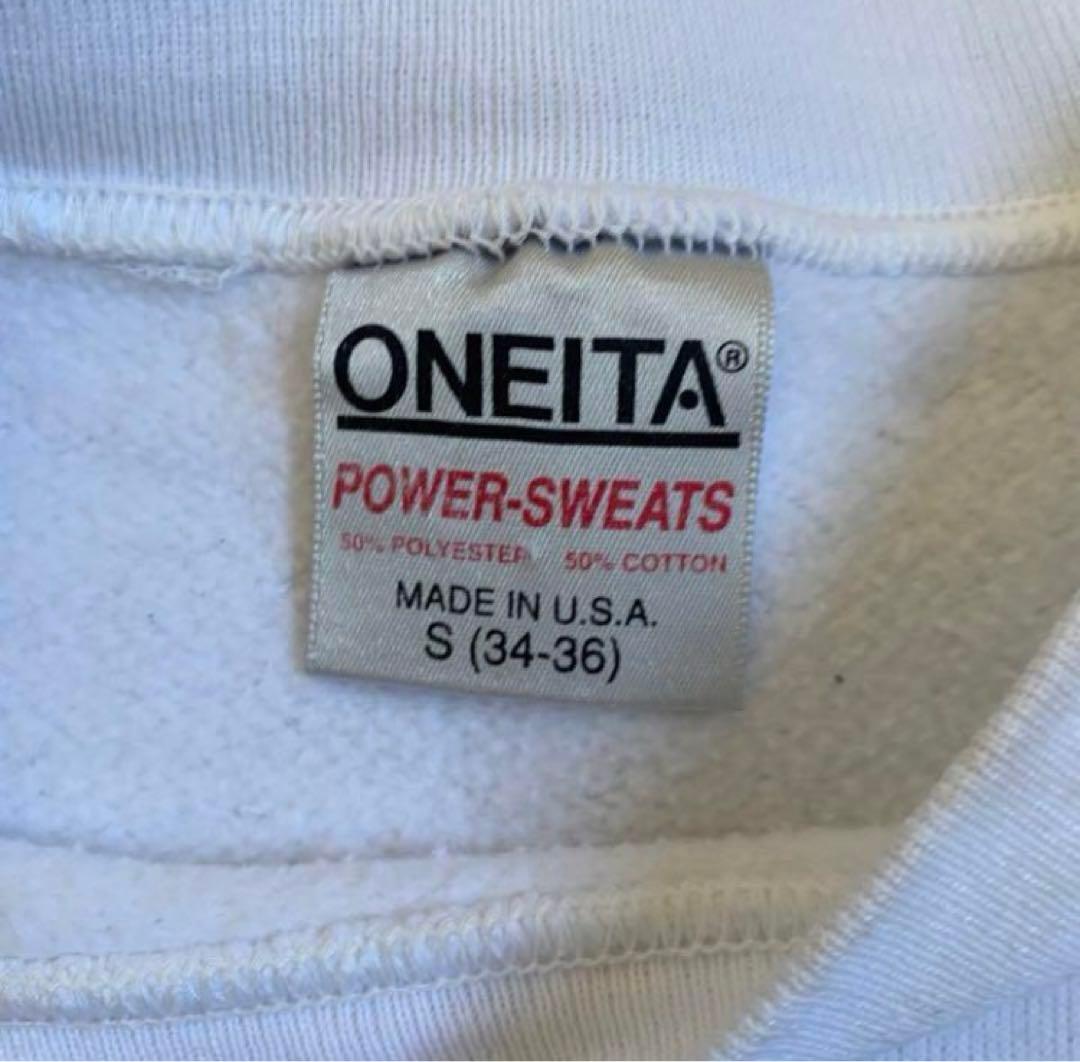 ONEITA®
POWER-SWEATS
50% POLYESTER 50% COTTON
MADE IN U.S.A.
S (34-36)